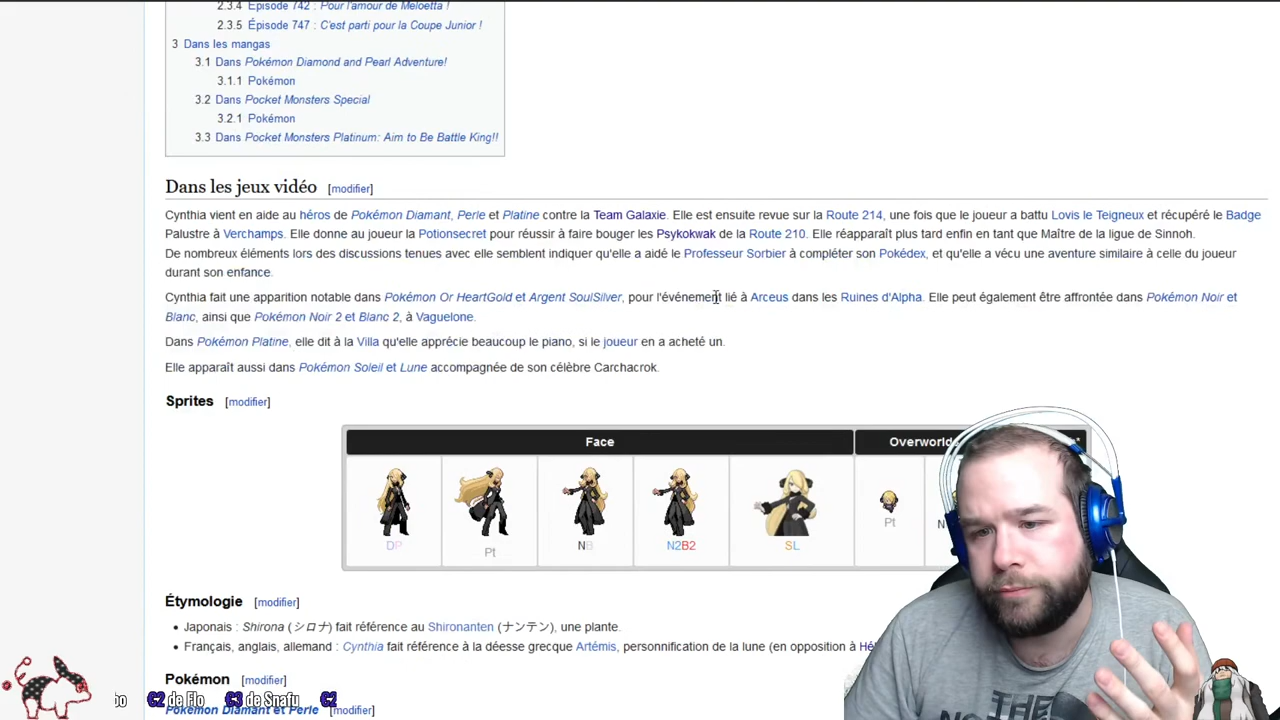 2.3.4 Épisode 742 : Pour l'amour de Meloetta !
2.3.5 Épisode 747 : C'est parti pour la Coupe Junior !
3 Dans les mangas
3.1 Dans Pokémon Diamond and Pearl Adventure!
3.1.1 Pokémon
3.2 Dans Pocket Monsters Special
3.2.1 Pokémon
3.3 Dans Pocket Monsters Platinum: Aim to Be Battle King!!
Dans les jeux vidéo [modifier]
Cynthia vient en aide au héros de Pokémon Diamant, Perle et Platine contre la Team Galaxie. Elle est ensuite revue sur la Route 214, une fois que le joueur a battu Lovis le Teigneux et récupéré le Badge
Palustre à Verchamps. Elle donne au joueur la Potionsecret pour réussir à faire bouger les Psykokwak de la Route 210. Elle réapparaît plus tard enfin en tant que Maître de la ligue de Sinnoh.
De nombreux éléments lors des discussions tenues avec elle semblent indiquer qu'elle a aidé le Professeur Sorbier à compléter son Pokédex, et qu'elle a vécu une aventure similaire à celle du joueur
durant son enfance.
Cynthia fait une apparition notable dans Pokémon Or HeartGold et Argent SoulSilver, pour l'événement lié à Arceus dans les Ruines d'Alpha. Elle peut également être affrontée dans Pokémon Noir et
Blanc, ainsi que Pokémon Noir 2 et Blanc 2, à Vaguelone.
Dans Pokémon Platine, elle dit à la Villa qu'elle apprécie beaucoup le piano, si le joueur en a acheté un.
Elle apparaît aussi dans Pokémon Soleil et Lune accompagnée de son célèbre Carchacrok.
Sprites [modifier]
Face Overworld
DP Pt NB N2B2 SL Pt N
Étymologie [modifier]
Japonais : Shirona (シロナ) fait référence au Shironanten (ナンテン), une plante.
Français, anglais, allemand : Cynthia fait référence à la déesse grecque Artémis, personnification de la lune (en opposition à
Pokémon [modifier]
Pokémon Diamant et Perle [modifier]
bo C2 de Flo C3 de Snafu C2